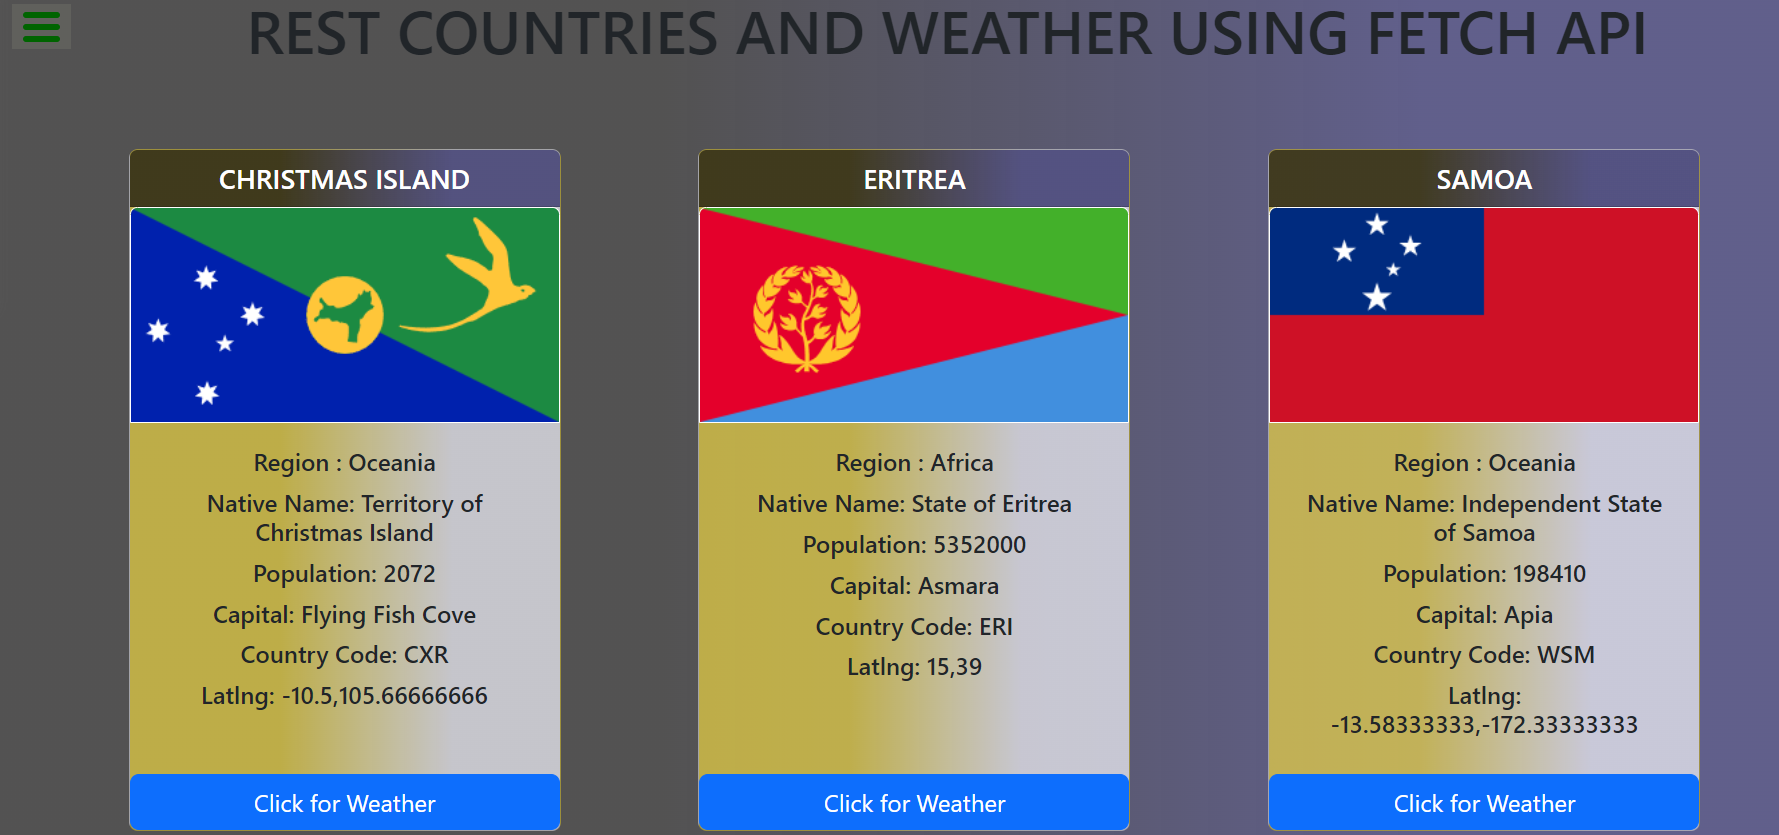 REST COUNTRIES AND WEATHER USING FETCH API
CHRISTMAS ISLAND
Region : Oceania
Native Name: Territory of
Christmas Island
Population: 2072
Capital: Flying Fish Cove
Country Code: CXR
Latlng: -10.5,105.66666666
Click for Weather
ERITREA
Region : Africa
Native Name: State of Eritrea
Population: 5352000
Capital: Asmara
Country Code: ERI
Latlng: 15,39
Click for Weather
SAMOA
Region : Oceania
Native Name: Independent State
of Samoa
Population: 198410
Capital: Apia
Country Code: WSM
Latlng:
-13.58333333,-172.33333333
Click for Weather